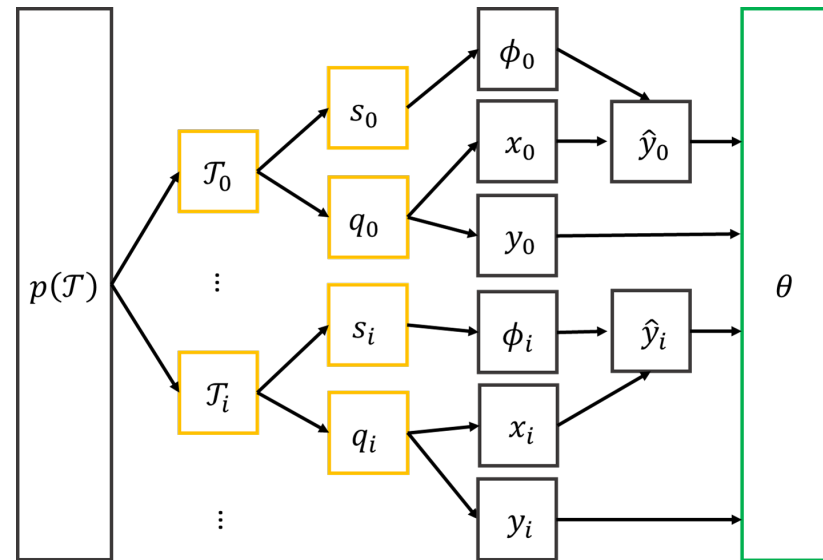 p(𝒯)
𝒯₀
⋮
𝒯ᵢ
⋮
s₀
q₀
sᵢ
qᵢ
ϕ₀
x₀
y₀
ϕᵢ
xᵢ
yᵢ
ŷ₀
ŷᵢ
θ